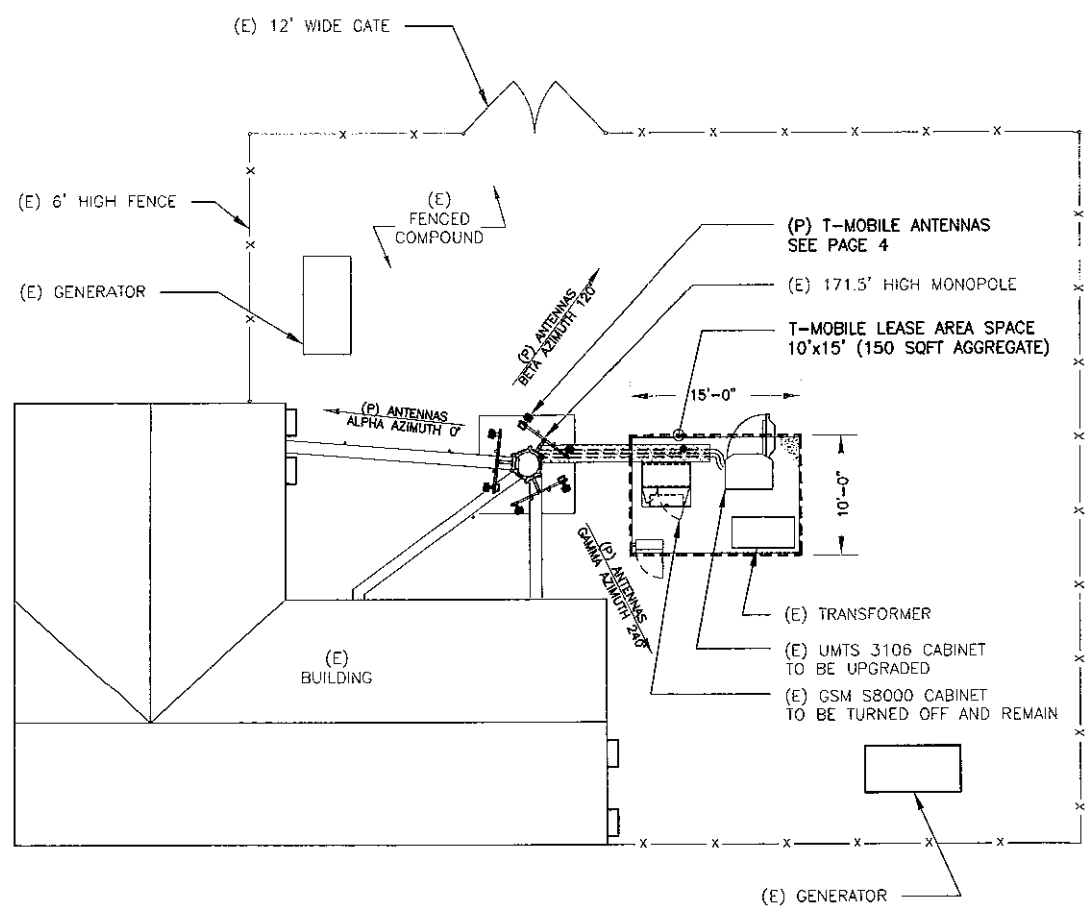 (E) 12' WIDE GATE
(E) 6' HIGH FENCE
(E)
FENCED
COMPOUND
(P) T-MOBILE ANTENNAS
SEE PAGE 4
(E) GENERATOR
(E) 171.5' HIGH MONOPOLE
(P) ANTENNAS
BETA AZIMUTH 120°
T-MOBILE LEASE AREA SPACE
10'x15' (150 SQFT AGGREGATE)
15'-0"
(P) ANTENNAS
ALPHA AZIMUTH 0°
10'-0"
(P) ANTENNAS
GAMMA AZIMUTH 240°
(E) TRANSFORMER
(E) UMTS 3106 CABINET
TO BE UPGRADED
(E)
BUILDING
(E) GSM S8000 CABINET
TO BE TURNED OFF AND REMAIN
(E) GENERATOR